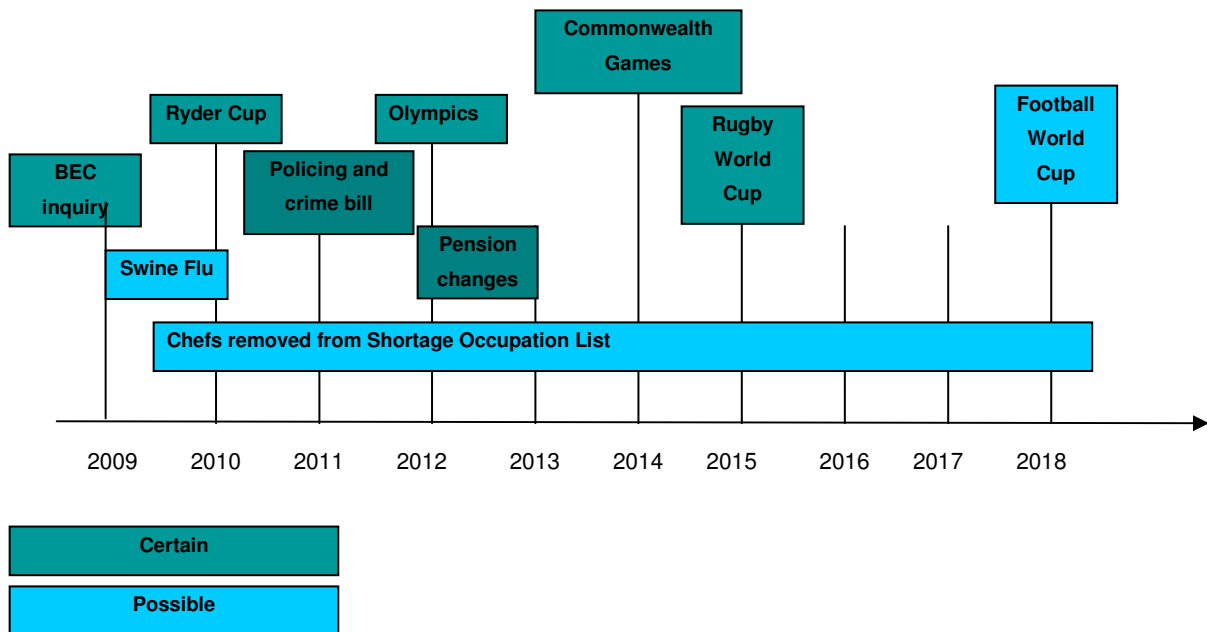 Commonwealth
Games
Ryder Cup
Olympics
Football
World
Cup
Rugby
World
Cup
BEC
inquiry
Policing and
crime bill
Pension
changes
Swine Flu
Chefs removed from Shortage Occupation List
2009 2010 2011 2012 2013 2014 2015 2016 2017 2018
Certain
Possible